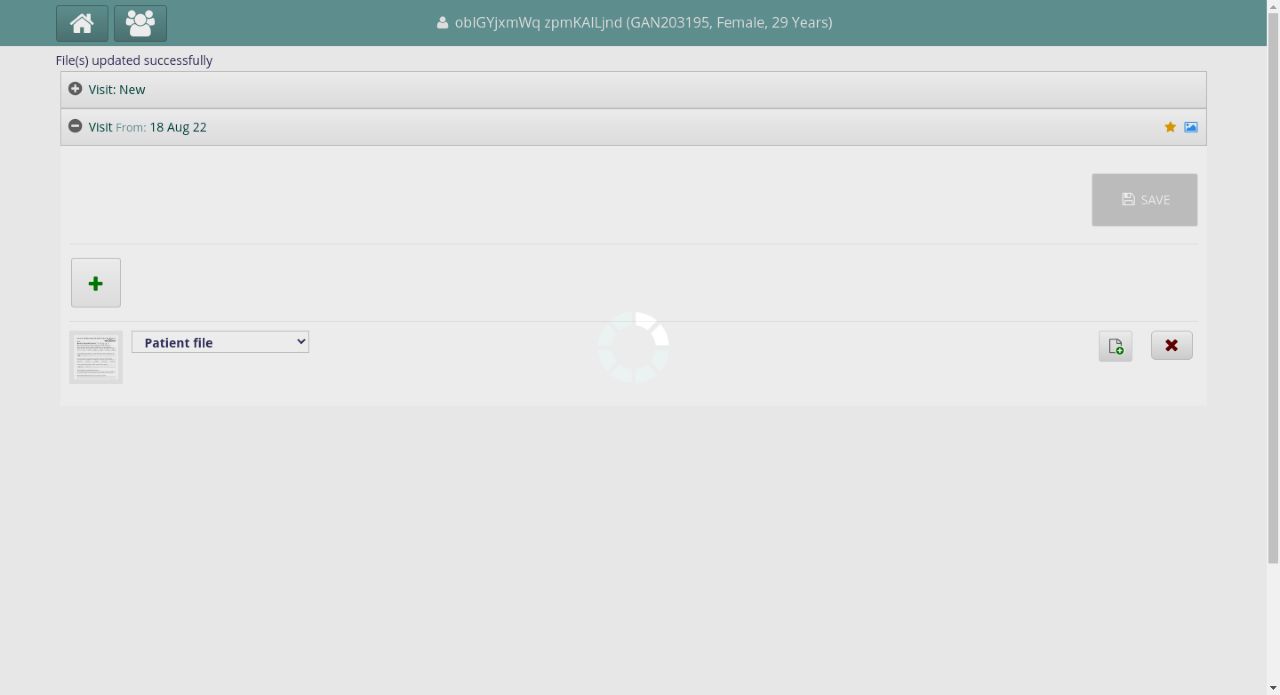 oblGYjxmWq zpmKAlLjnd (GAN203195, Female, 29 Years)
File(s) updated successfully
Visit: New
Visit From: 18 Aug 22
SAVE
Patient file